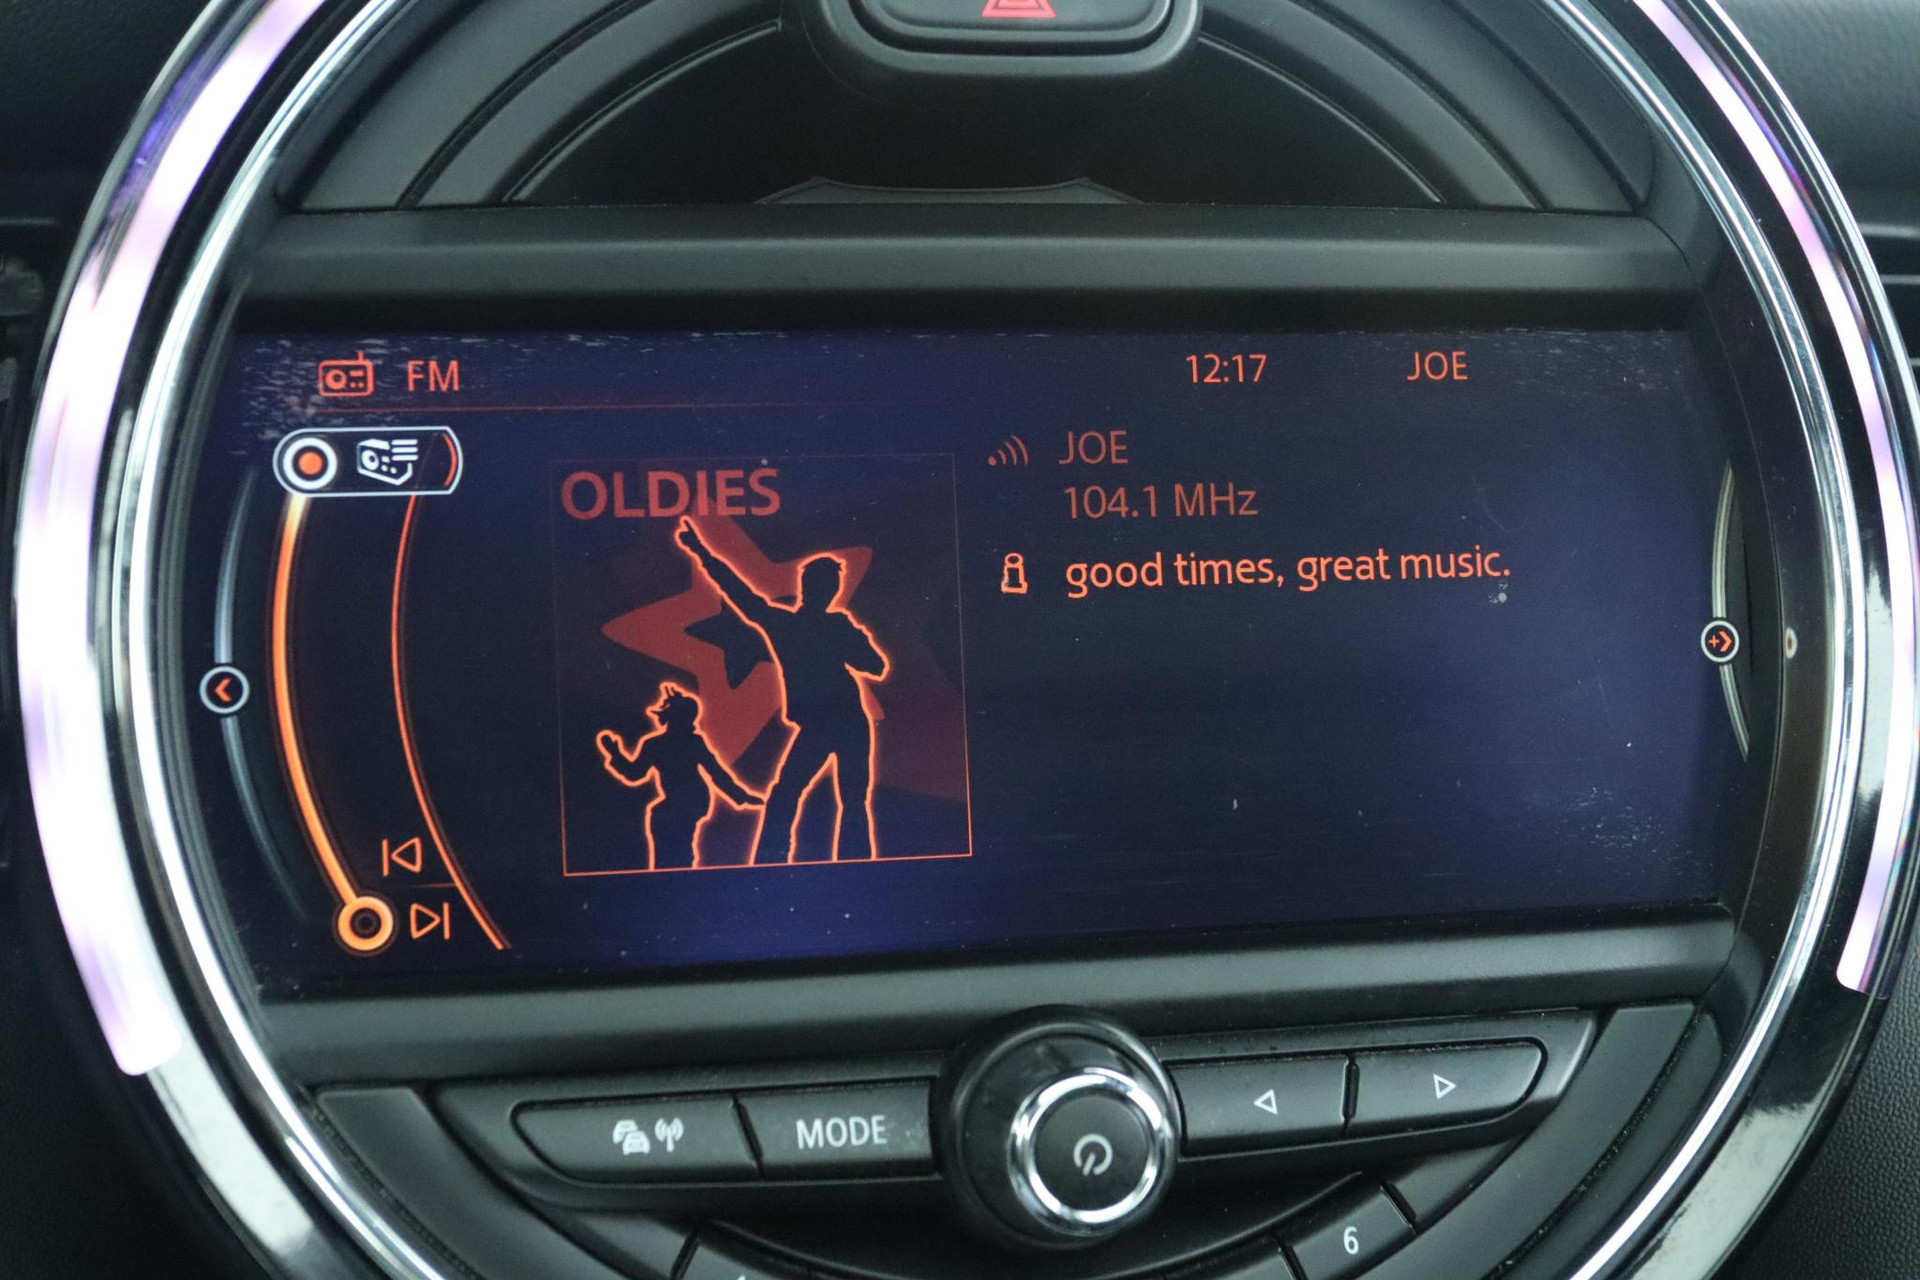 FM
12:17
JOE
JOE
104.1 MHz
OLDIES
good times, great music.
MODE
6